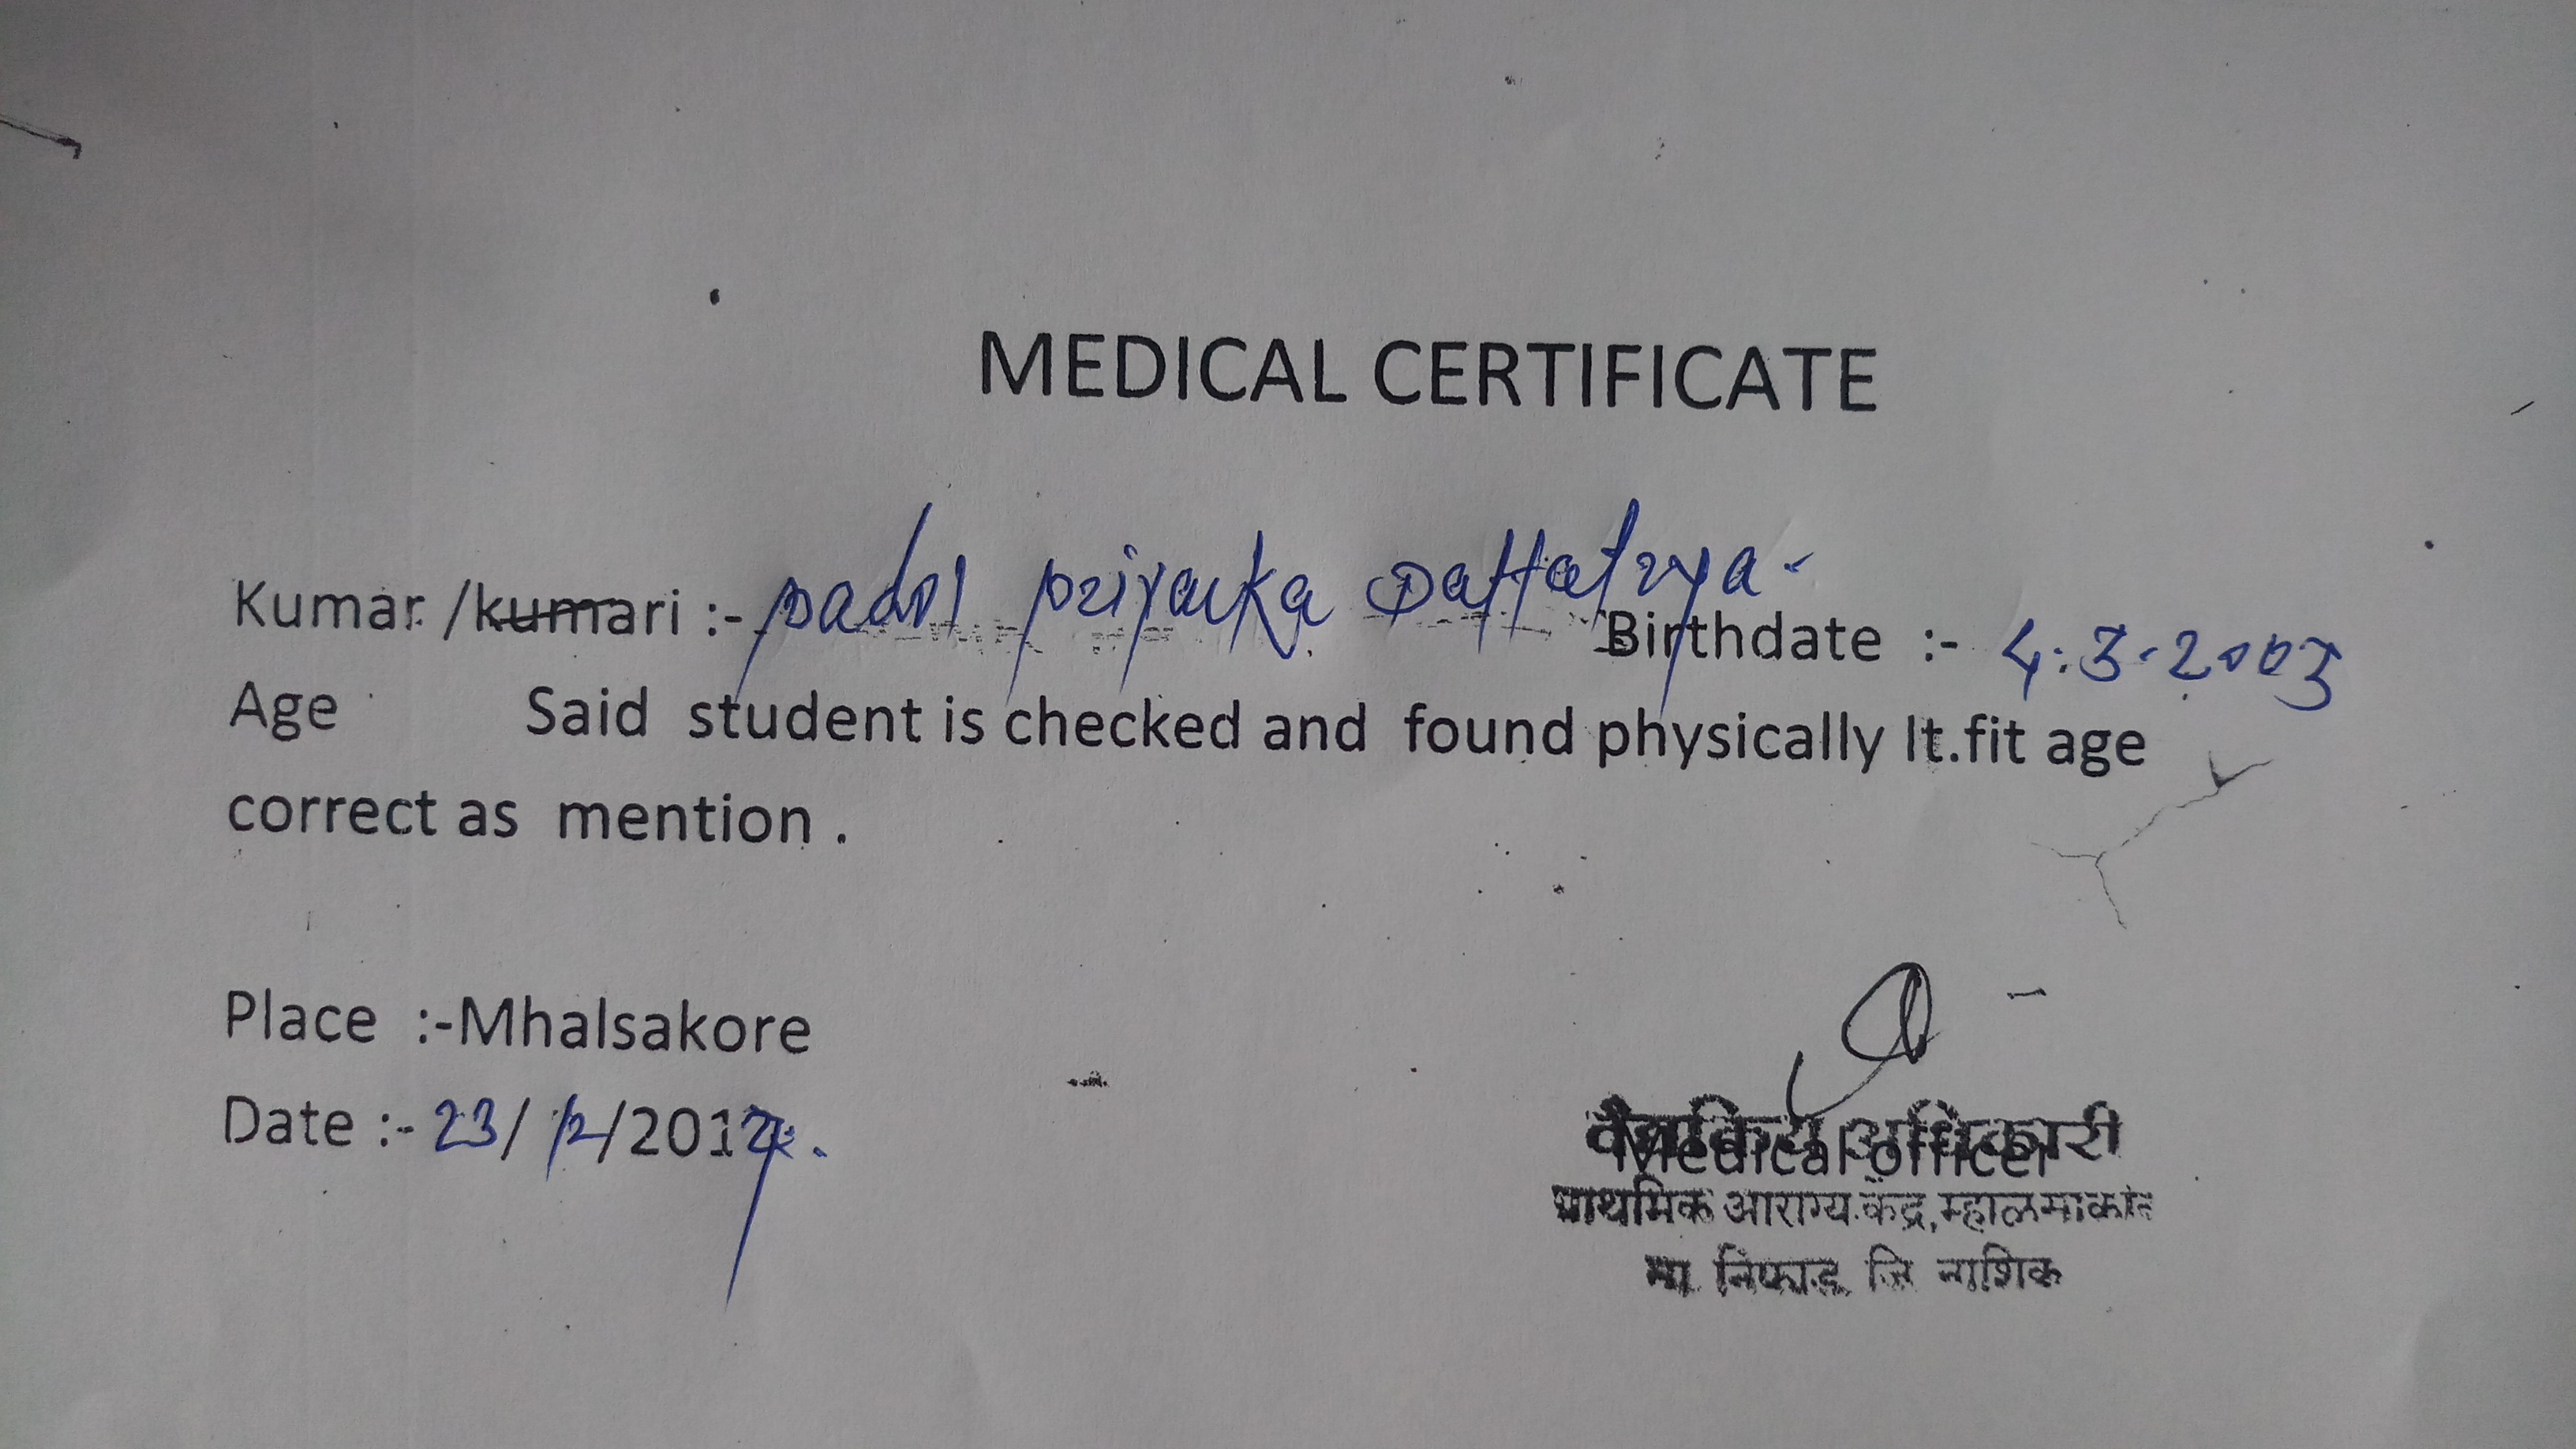 MEDICAL CERTIFICATE
Kumar /kumari :- padol priyanka Dattatrya- Birthdate :- 4.3.2003
Age Said student is checked and found physically lt.fit age
correct as mention .
Place :-Mhalsakore
Date :- 23/12/2017.
वैद्यकिय अधिकारी
Medical officer
प्राथमिक आराग्य केंद्र,
निफाड जि नाशिक